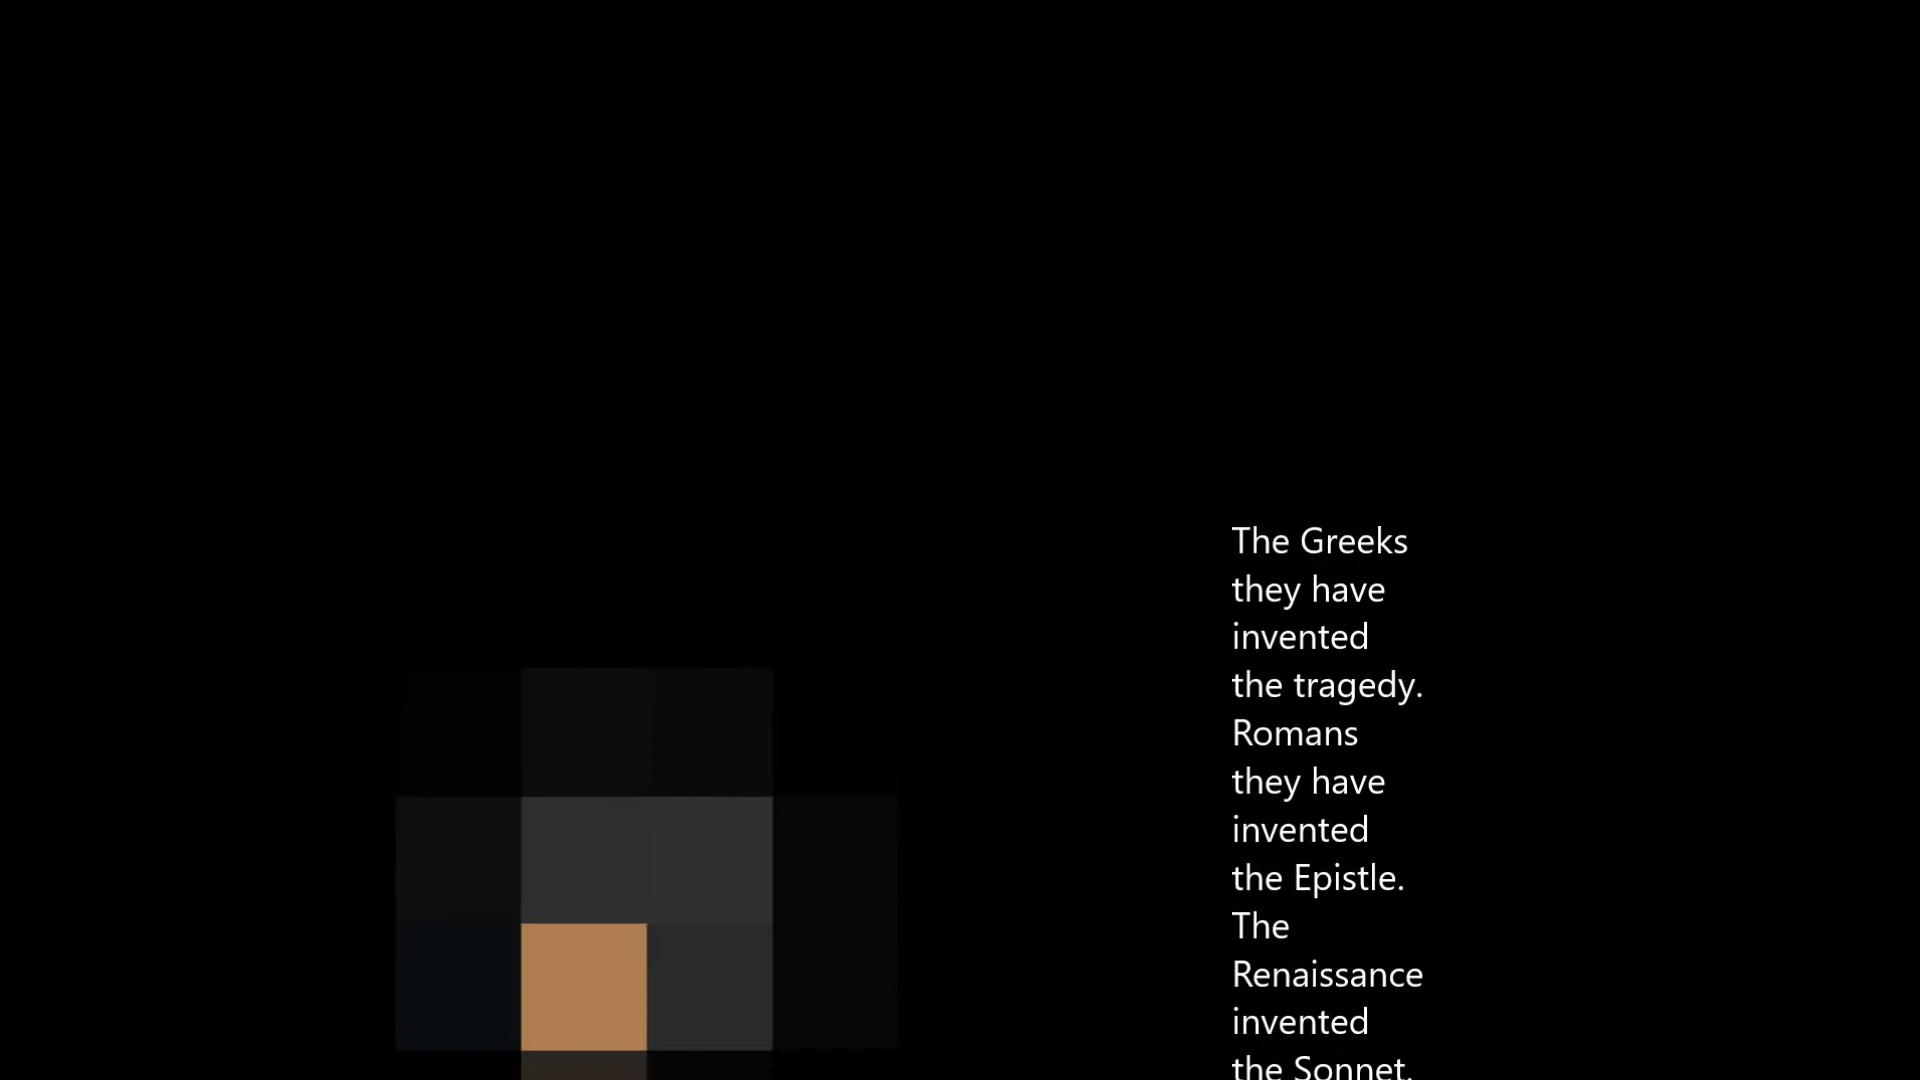 The Greeks
they have
invented
the tragedy.
Romans
they have
invented
the Epistle.
The
Renaissance
invented
the Sonnet.